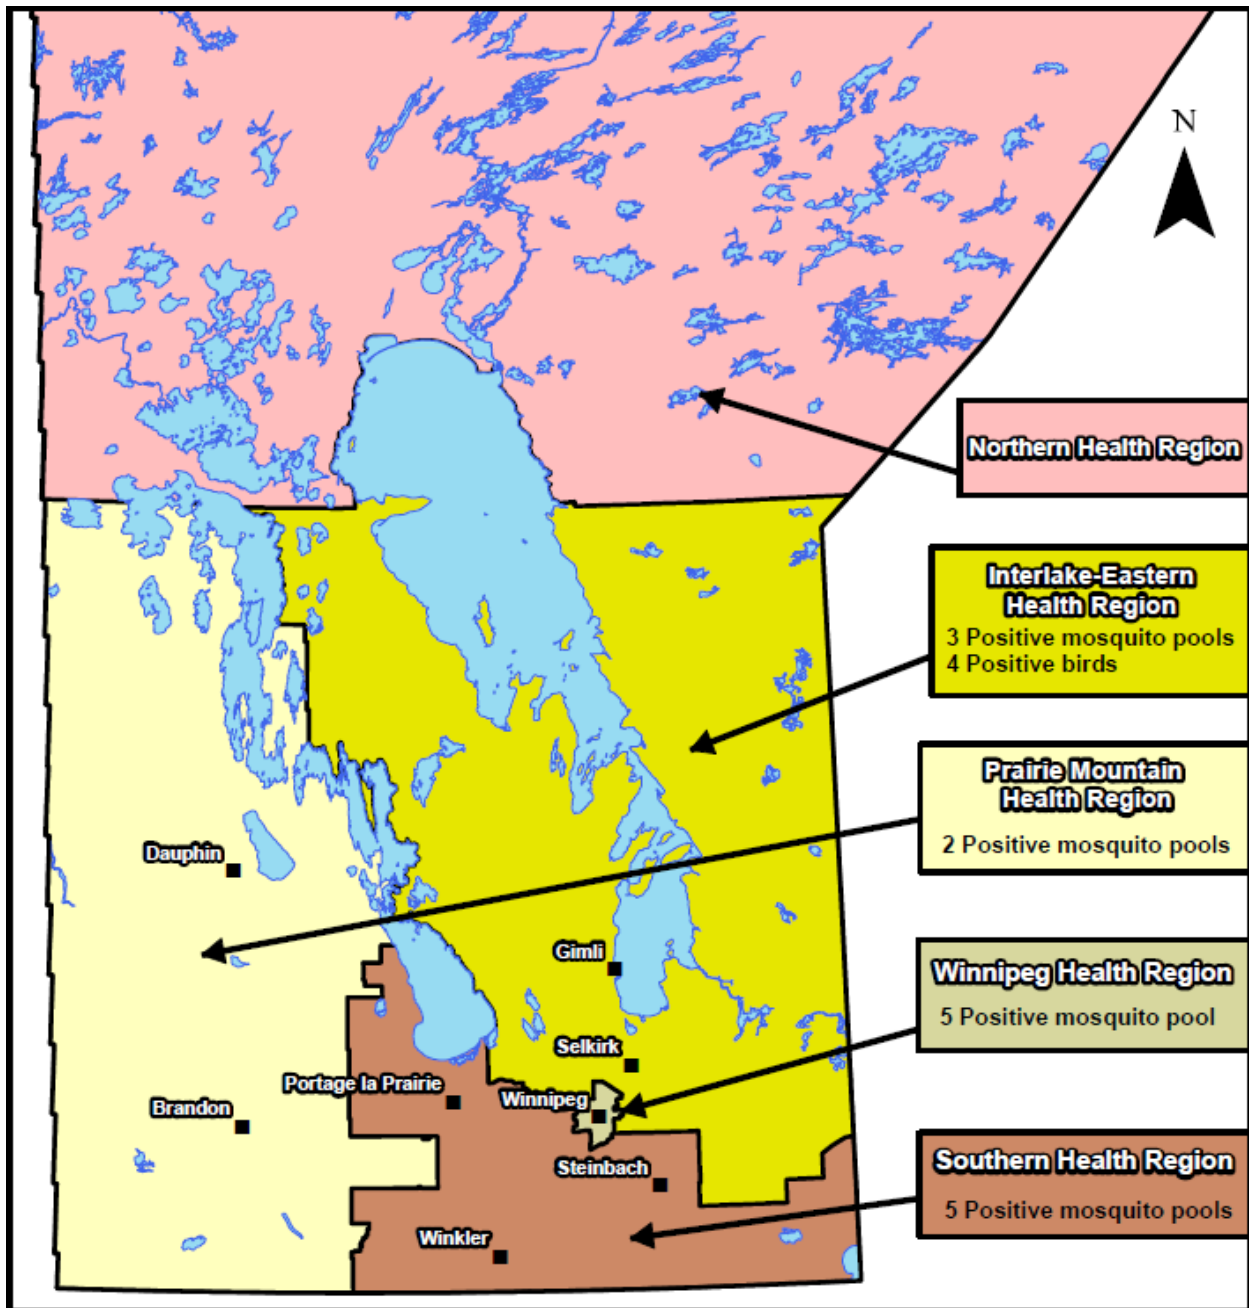 N
Northern Health Region
Interlake-Eastern
Health Region
3 Positive mosquito pools
4 Positive birds
Prairie Mountain
Health Region
2 Positive mosquito pools
Dauphin
Gimli
Winnipeg Health Region
5 Positive mosquito pool
Selkirk
Portage la Prairie
Winnipeg
Brandon
Steinbach
Southern Health Region
5 Positive mosquito pools
Winkler